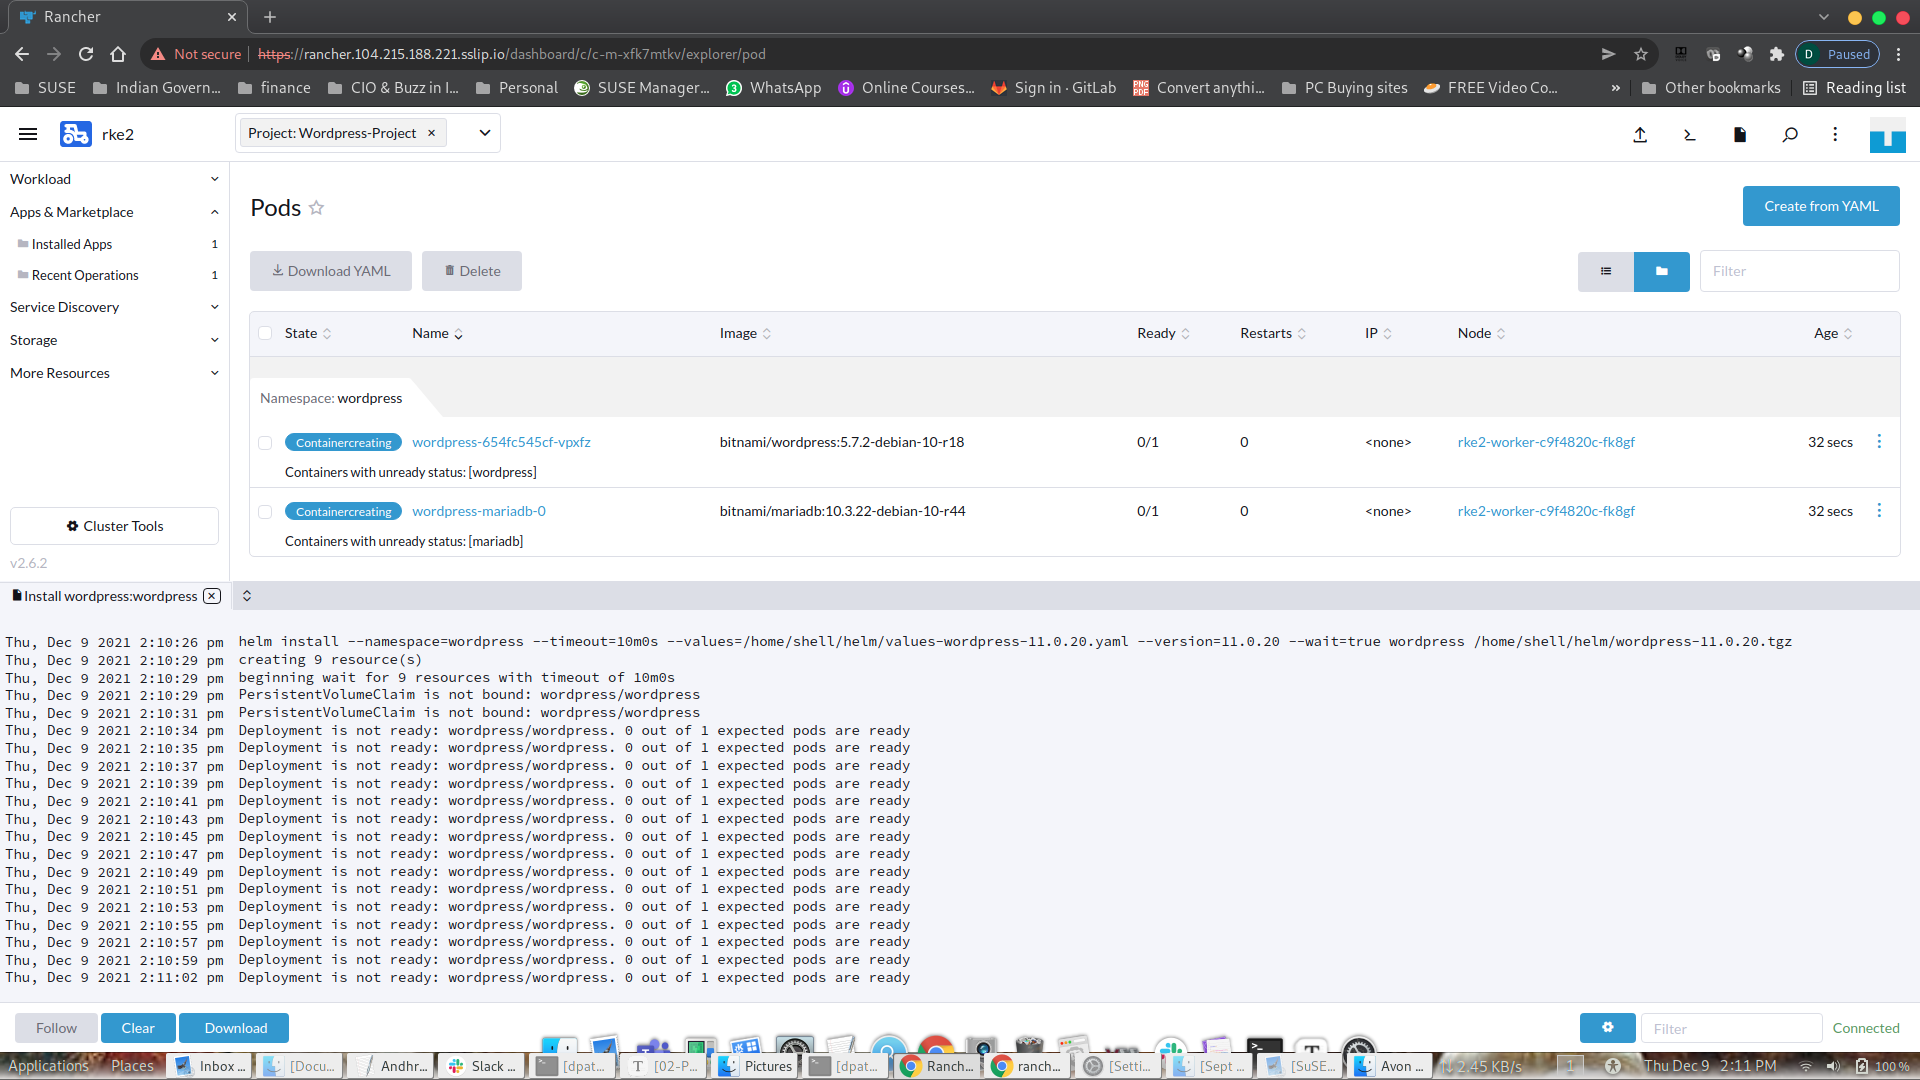 Rancher
Not secure
https://rancher.104.215.188.221.sslip.io/dashboard/c/c-m-xfk7mtkv/explorer/pod
D Paused
SUSE
Indian Govern...
finance
CIO & Buzz in I...
Personal
SUSE Manager...
WhatsApp
Online Courses...
Sign in · GitLab
Convert anythi...
PC Buying sites
FREE Video Co...
»
Other bookmarks
Reading list
rke2
Project: Wordpress-Project
Workload
Apps & Marketplace
Installed Apps 1
Recent Operations 1
Service Discovery
Storage
More Resources
Cluster Tools
v2.6.2
Pods
Create from YAML
Download YAML
Delete
Filter
State Name Image Ready Restarts IP Node Age
Namespace: wordpress
Containercreating wordpress-654fc545cf-vpxfz bitnami/wordpress:5.7.2-debian-10-r18 0/1 0 <none> rke2-worker-c9f4820c-fk8gf 32 secs
Containers with unready status: [wordpress]
Containercreating wordpress-mariadb-0 bitnami/mariadb:10.3.22-debian-10-r44 0/1 0 <none> rke2-worker-c9f4820c-fk8gf 32 secs
Containers with unready status: [mariadb]
Install wordpress:wordpress
Thu, Dec 9 2021 2:10:26 pm helm install --namespace=wordpress --timeout=10m0s --values=/home/shell/helm/values-wordpress-11.0.20.yaml --version=11.0.20 --wait=true wordpress /home/shell/helm/wordpress-11.0.20.tgz
Thu, Dec 9 2021 2:10:29 pm creating 9 resource(s)
Thu, Dec 9 2021 2:10:29 pm beginning wait for 9 resources with timeout of 10m0s
Thu, Dec 9 2021 2:10:29 pm PersistentVolumeClaim is not bound: wordpress/wordpress
Thu, Dec 9 2021 2:10:31 pm PersistentVolumeClaim is not bound: wordpress/wordpress
Thu, Dec 9 2021 2:10:34 pm Deployment is not ready: wordpress/wordpress. 0 out of 1 expected pods are ready
Thu, Dec 9 2021 2:10:35 pm Deployment is not ready: wordpress/wordpress. 0 out of 1 expected pods are ready
Thu, Dec 9 2021 2:10:37 pm Deployment is not ready: wordpress/wordpress. 0 out of 1 expected pods are ready
Thu, Dec 9 2021 2:10:39 pm Deployment is not ready: wordpress/wordpress. 0 out of 1 expected pods are ready
Thu, Dec 9 2021 2:10:41 pm Deployment is not ready: wordpress/wordpress. 0 out of 1 expected pods are ready
Thu, Dec 9 2021 2:10:43 pm Deployment is not ready: wordpress/wordpress. 0 out of 1 expected pods are ready
Thu, Dec 9 2021 2:10:45 pm Deployment is not ready: wordpress/wordpress. 0 out of 1 expected pods are ready
Thu, Dec 9 2021 2:10:47 pm Deployment is not ready: wordpress/wordpress. 0 out of 1 expected pods are ready
Thu, Dec 9 2021 2:10:49 pm Deployment is not ready: wordpress/wordpress. 0 out of 1 expected pods are ready
Thu, Dec 9 2021 2:10:51 pm Deployment is not ready: wordpress/wordpress. 0 out of 1 expected pods are ready
Thu, Dec 9 2021 2:10:53 pm Deployment is not ready: wordpress/wordpress. 0 out of 1 expected pods are ready
Thu, Dec 9 2021 2:10:55 pm Deployment is not ready: wordpress/wordpress. 0 out of 1 expected pods are ready
Thu, Dec 9 2021 2:10:57 pm Deployment is not ready: wordpress/wordpress. 0 out of 1 expected pods are ready
Thu, Dec 9 2021 2:10:59 pm Deployment is not ready: wordpress/wordpress. 0 out of 1 expected pods are ready
Thu, Dec 9 2021 2:11:02 pm Deployment is not ready: wordpress/wordpress. 0 out of 1 expected pods are ready
Follow
Clear
Download
Filter
Connected
Applications
Places
Inbox ...
[Docu...
Andhr...
Slack ...
[dpat...
[02-P...
Pictures
[dpat...
Ranch...
ranch...
[Setti...
[Sept ...
[SuSE...
Avon ...
2.45 KB/s
1
Thu Dec 9 2:11 PM
100 %